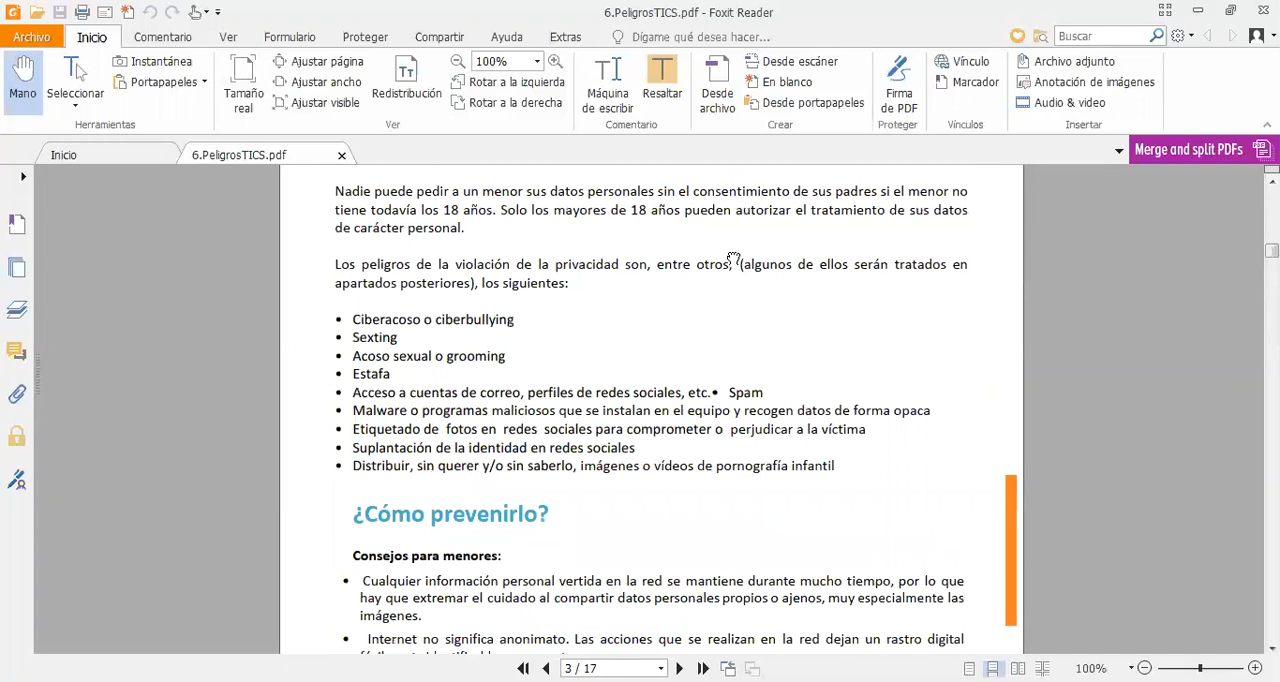 6.PeligrosTICS.pdf - Foxit Reader
Archivo Inicio Comentario Ver Formulario Proteger Compartir Ayuda Extras Dígame qué desea hacer... Buscar
Mano
Seleccionar
Instantánea
Portapapeles
Herramientas
Tamaño real
Ajustar página
Ajustar ancho
Ajustar visible
Redistribución
100%
Rotar a la izquierda
Rotar a la derecha
Ver
Máquina de escribir
Resaltar
Comentario
Desde archivo
Desde escáner
En blanco
Desde portapapeles
Crear
Firma de PDF
Proteger
Vínculo
Marcador
Vínculos
Archivo adjunto
Anotación de imágenes
Audio & video
Insertar
Inicio 6.PeligrosTICS.pdf Merge and split PDFs
Nadie puede pedir a un menor sus datos personales sin el consentimiento de sus padres si el menor no
tiene todavía los 18 años. Solo los mayores de 18 años pueden autorizar el tratamiento de sus datos
de carácter personal.
Los peligros de la violación de la privacidad son, entre otros, (algunos de ellos serán tratados en
apartados posteriores), los siguientes:
• Ciberacoso o ciberbullying
• Sexting
• Acoso sexual o grooming
• Estafa
• Acceso a cuentas de correo, perfiles de redes sociales, etc.• Spam
• Malware o programas maliciosos que se instalan en el equipo y recogen datos de forma opaca
• Etiquetado de fotos en redes sociales para comprometer o perjudicar a la víctima
• Suplantación de la identidad en redes sociales
• Distribuir, sin querer y/o sin saberlo, imágenes o vídeos de pornografía infantil
¿Cómo prevenirlo?
Consejos para menores:
• Cualquier información personal vertida en la red se mantiene durante mucho tiempo, por lo que
hay que extremar el cuidado al compartir datos personales propios o ajenos, muy especialmente las
imágenes.
• Internet no significa anonimato. Las acciones que se realizan en la red dejan un rastro digital
3 / 17 100%